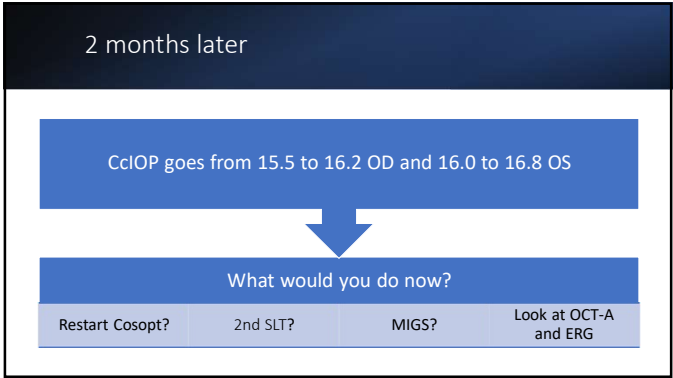 2 months later
CcIOP goes from 15.5 to 16.2 OD and 16.0 to 16.8 OS
What would you do now?
Restart Cosopt?
2nd SLT?
MIGS?
Look at OCT-A
and ERG